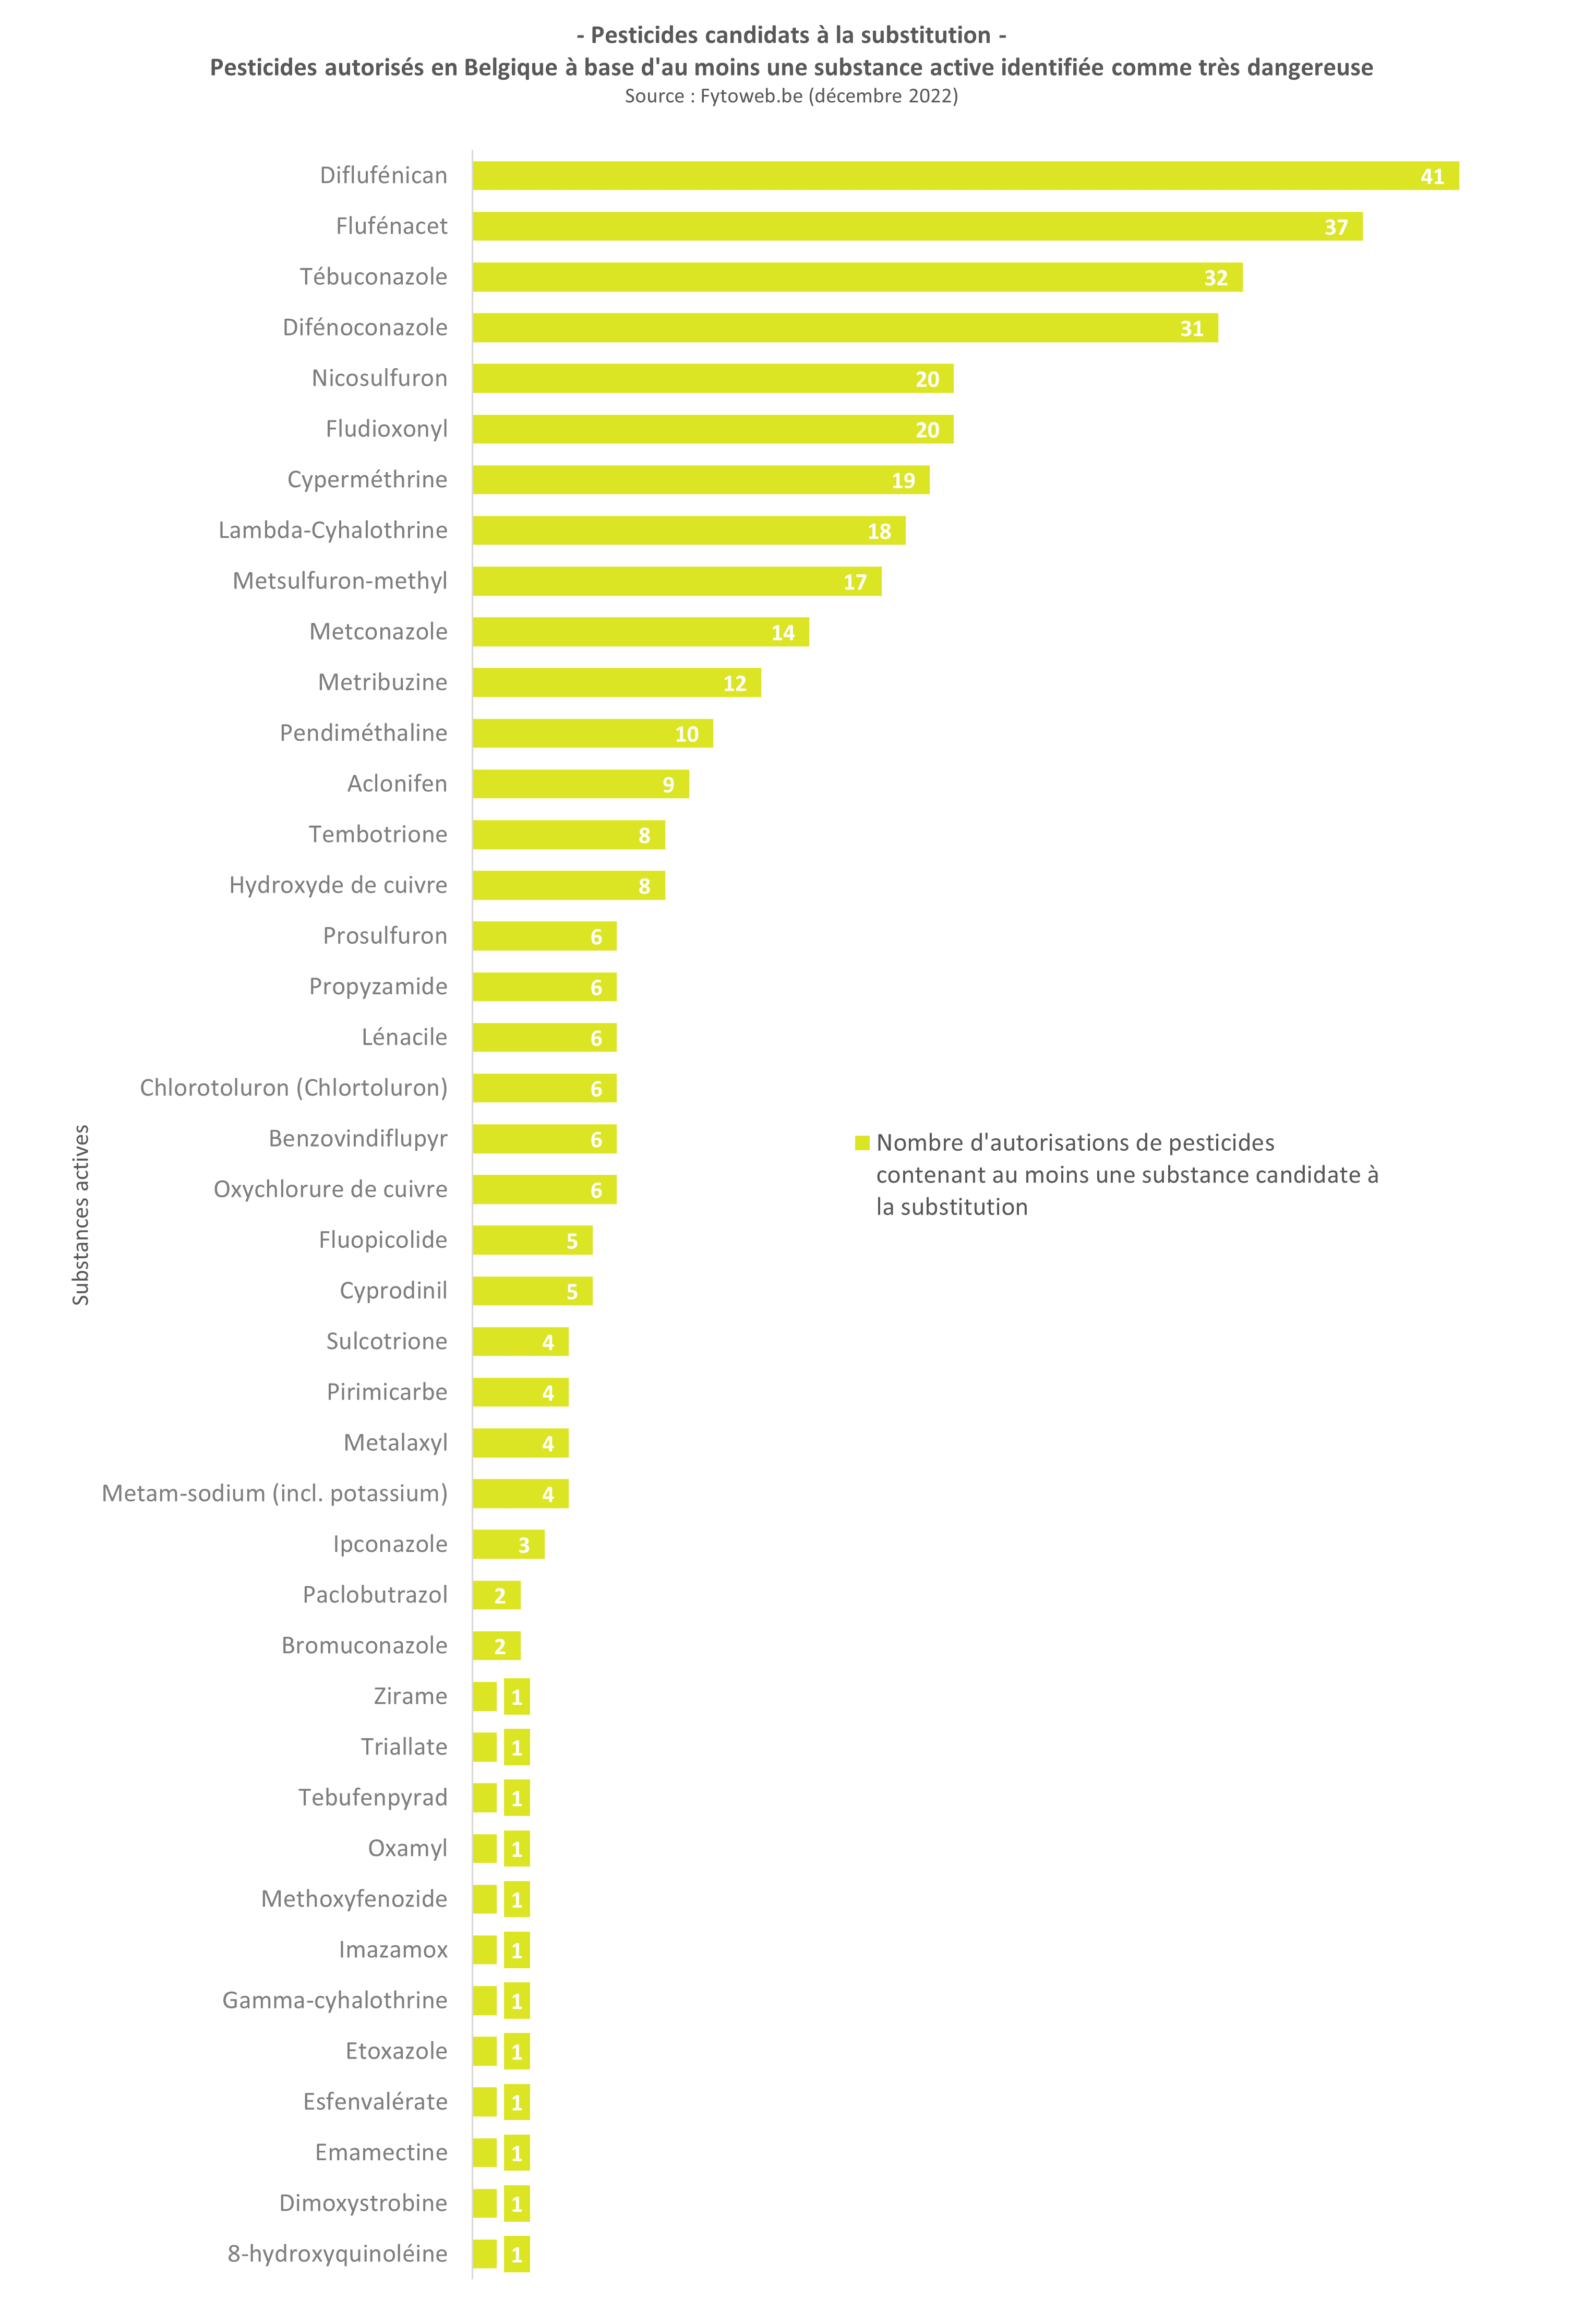 - Pesticides candidats à la substitution -
Pesticides autorisés en Belgique à base d'au moins une substance active identifiée comme très dangereuse
Source : Fytoweb.be (décembre 2022)
Diflufénican 41
Flufénacet 37
Tébuconazole 32
Difénoconazole 31
Nicosulfuron 20
Fludioxonyl 20
Cyperméthrine 19
Lambda-Cyhalothrine 18
Metsulfuron-methyl 17
Metconazole 14
Metribuzine 12
Pendiméthaline 10
Aclonifen 9
Tembotrione 8
Hydroxyde de cuivre 8
Prosulfuron 6
Propyzamide 6
Lénacile 6
Chlorotoluron (Chlortoluron) 6
Benzovindiflupyr 6
Oxychlorure de cuivre 6
Fluopicolide 5
Cyprodinil 5
Sulcotrione 4
Pirimicarbe 4
Metalaxyl 4
Metam-sodium (incl. potassium) 4
Ipconazole 3
Paclobutrazol 2
Bromuconazole 2
Zirame 1
Triallate 1
Tebufenpyrad 1
Oxamyl 1
Methoxyfenozide 1
Imazamox 1
Gamma-cyhalothrine 1
Etoxazole 1
Esfenvalérate 1
Emamectine 1
Dimoxystrobine 1
8-hydroxyquinoléine 1
Substances actives
Nombre d'autorisations de pesticides
contenant au moins une substance candidate à
la substitution